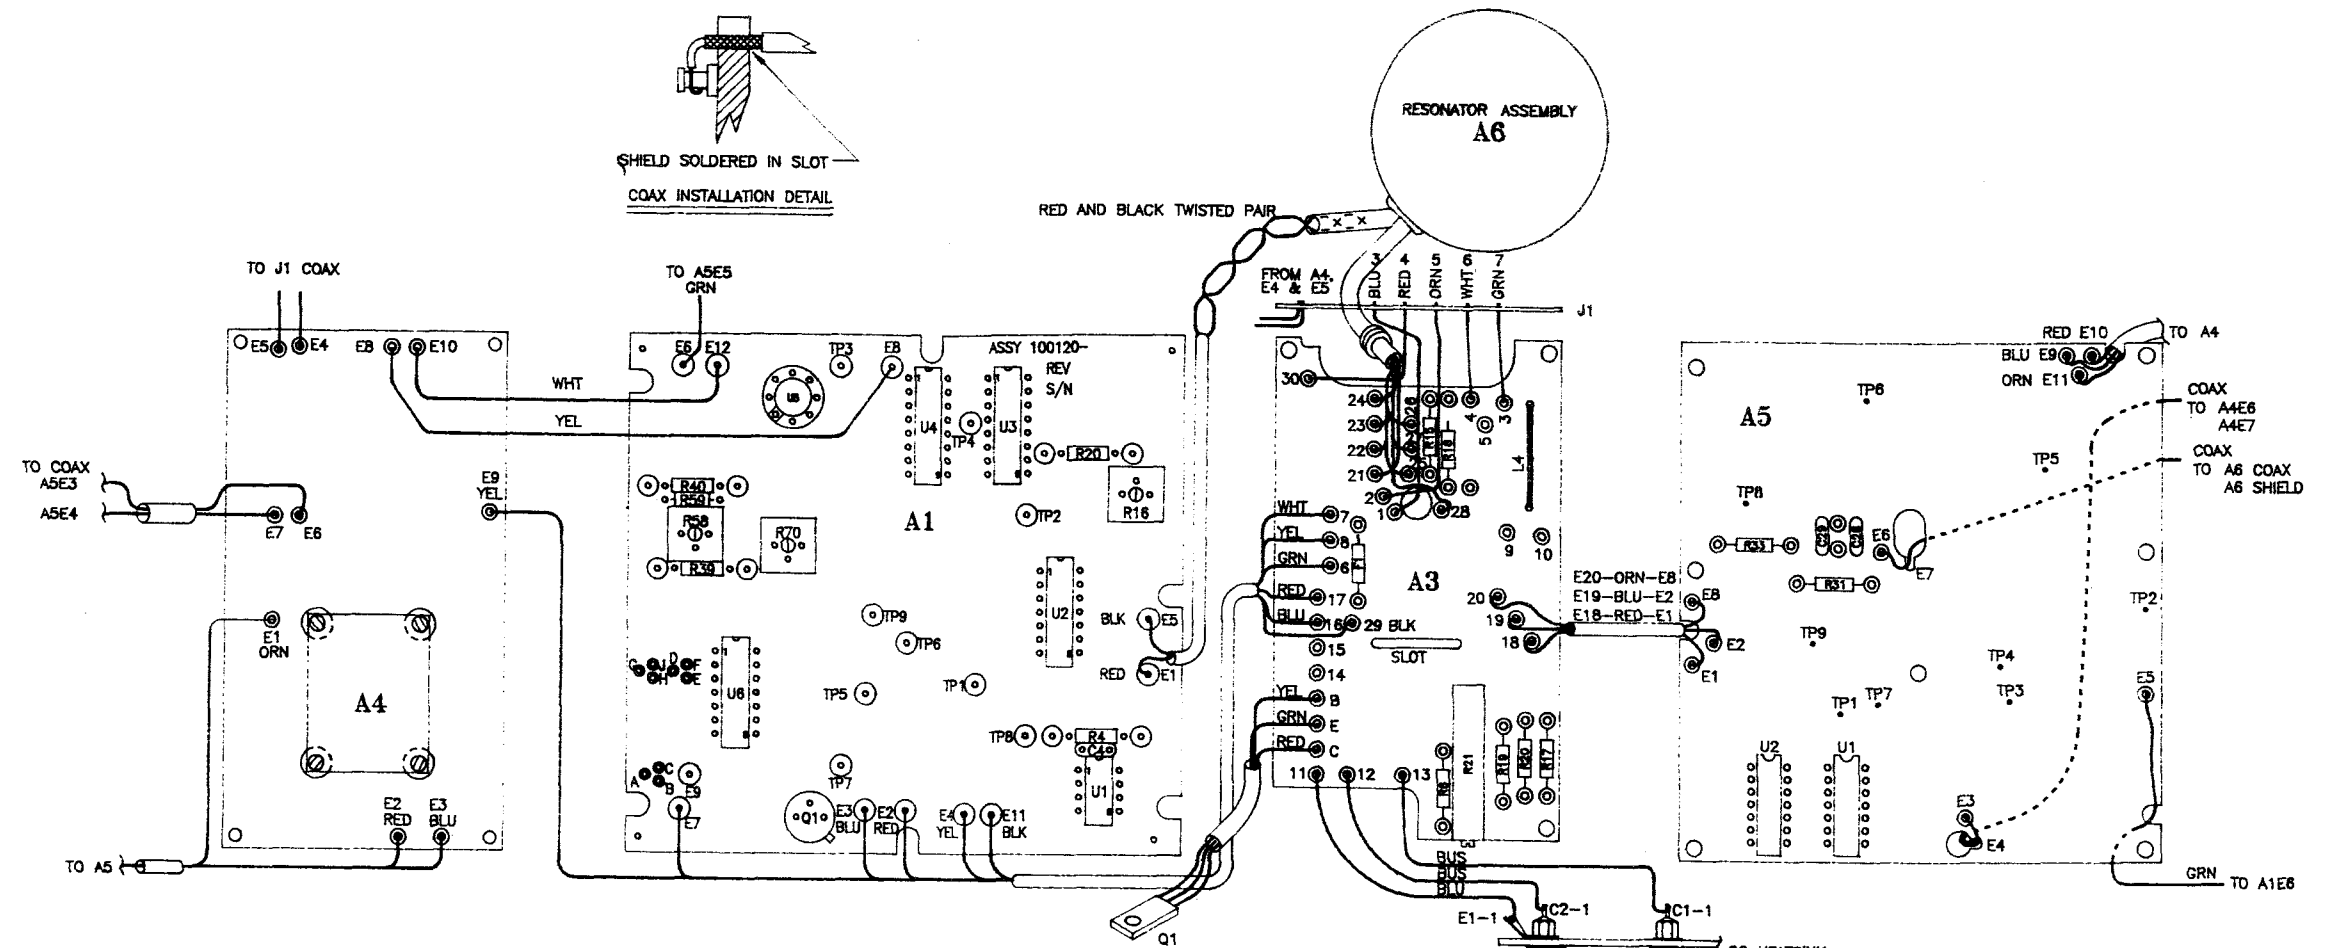 RESONATOR ASSEMBLY
A6
SHIELD SOLDERED IN SLOT
COAX INSTALLATION DETAIL
RED AND BLACK TWISTED PAIR
TO J1 COAX
E5
E4
E8
E10
WHT
YEL
TO COAX
A5E3
A5E4
E7
E6
E9
YEL
E1
ORN
A4
E2
RED
E3
BLU
TO A5
TO A5E5
GRN
E6
E12
TP3
E8
ASSY 100120-
REV
S/N
U4
TP4
U3
R20
R16
R40
R59
R58
R70
R39
A1
TP2
U2
TP9
TP6
BLK
E5
RED
E1
G
J
D
F
H
E
U6
TP5
TP1
TP8
R4
C4
U1
A
C
B
E9
E7
TP7
Q1
E3
BLU
E2
RED
E4
YEL
E11
BLK
Q1
FROM A4.
E4 & E5.
3
4
5
6
7
BLU
RED
ORN
WHT
GRN
J1
30
24
23
22
21
2
1
28
26
4
3
5
L4
9
10
WHT
7
YEL
8
GRN
6
RED
17
BLU
16
29 BLK
15
14
YEL
B
GRN
E
RED
C
11
12
13
A3
SLOT
20
19
18
R21
R19
R20
R17
E20-ORN-E8
E19-BLU-E2
E18-RED-E1
BUS
BUS
BLU
E1-1
C2-1
C1-1
RED E10
BLU E9
ORN E11
TO A4
A5
TP6
COAX
TO A4E6
A4E7
COAX
TO A6 COAX
A6 SHIELD
TP5
TP8
R33
C29
E6
E7
R31
E8
E2
E1
TP2
TP9
TP4
TP3
TP7
TP1
E5
U2
U1
E3
E4
GRN
TO A1E6